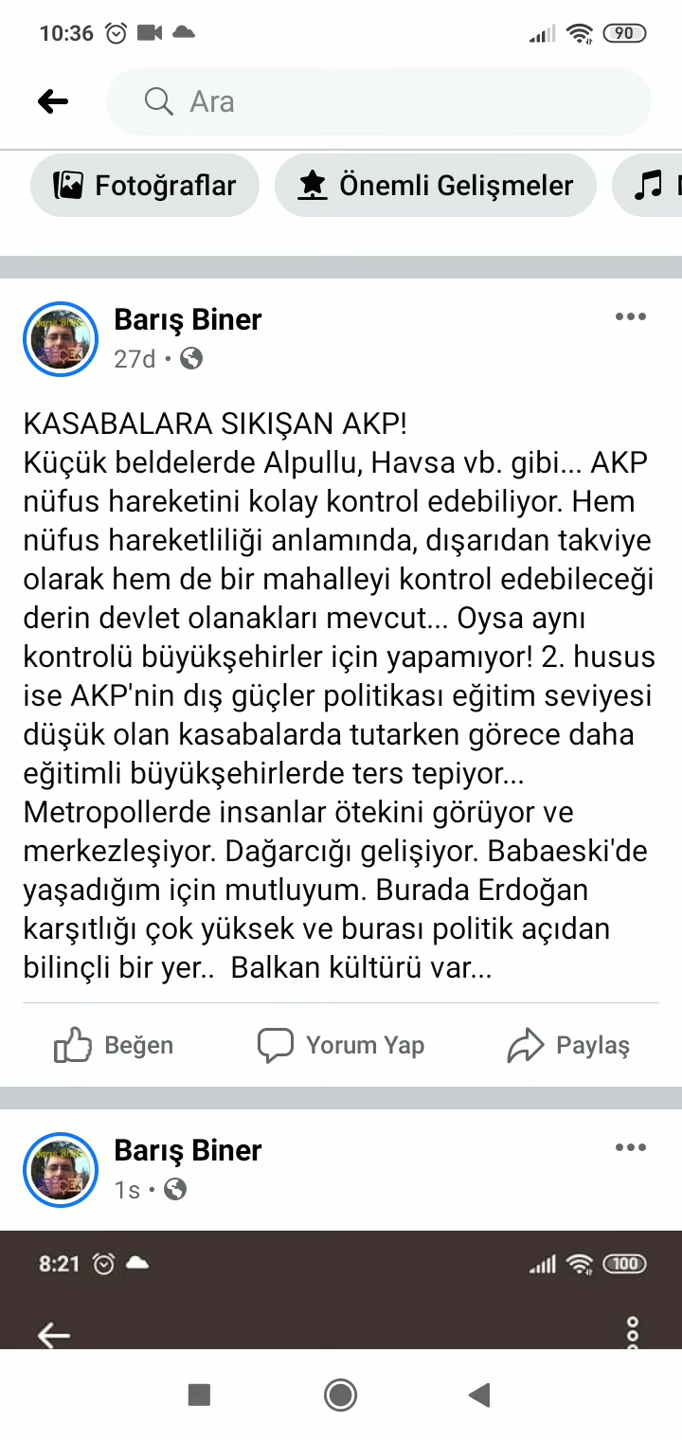 10:36
90
Ara
Fotoğraflar
Önemli Gelişmeler
Barış Biner
27d
KASABALARA SIKIŞAN AKP!
Küçük beldelerde Alpullu, Havsa vb. gibi... AKP
nüfus hareketini kolay kontrol edebiliyor. Hem
nüfus hareketliliği anlamında, dışarıdan takviye
olarak hem de bir mahalleyi kontrol edebileceği
derin devlet olanakları mevcut... Oysa aynı
kontrolü büyükşehirler için yapamıyor! 2. husus
ise AKP'nin dış güçler politikası eğitim seviyesi
düşük olan kasabalarda tutarken görece daha
eğitimli büyükşehirlerde ters tepiyor...
Metropollerde insanlar ötekini görüyor ve
merkezleşiyor. Dağarcığı gelişiyor. Babaeski'de
yaşadığım için mutluyum. Burada Erdoğan
karşıtlığı çok yüksek ve burası politik açıdan
bilinçli bir yer.. Balkan kültürü var...
Beğen
Yorum Yap
Paylaş
Barış Biner
1s
8:21
100